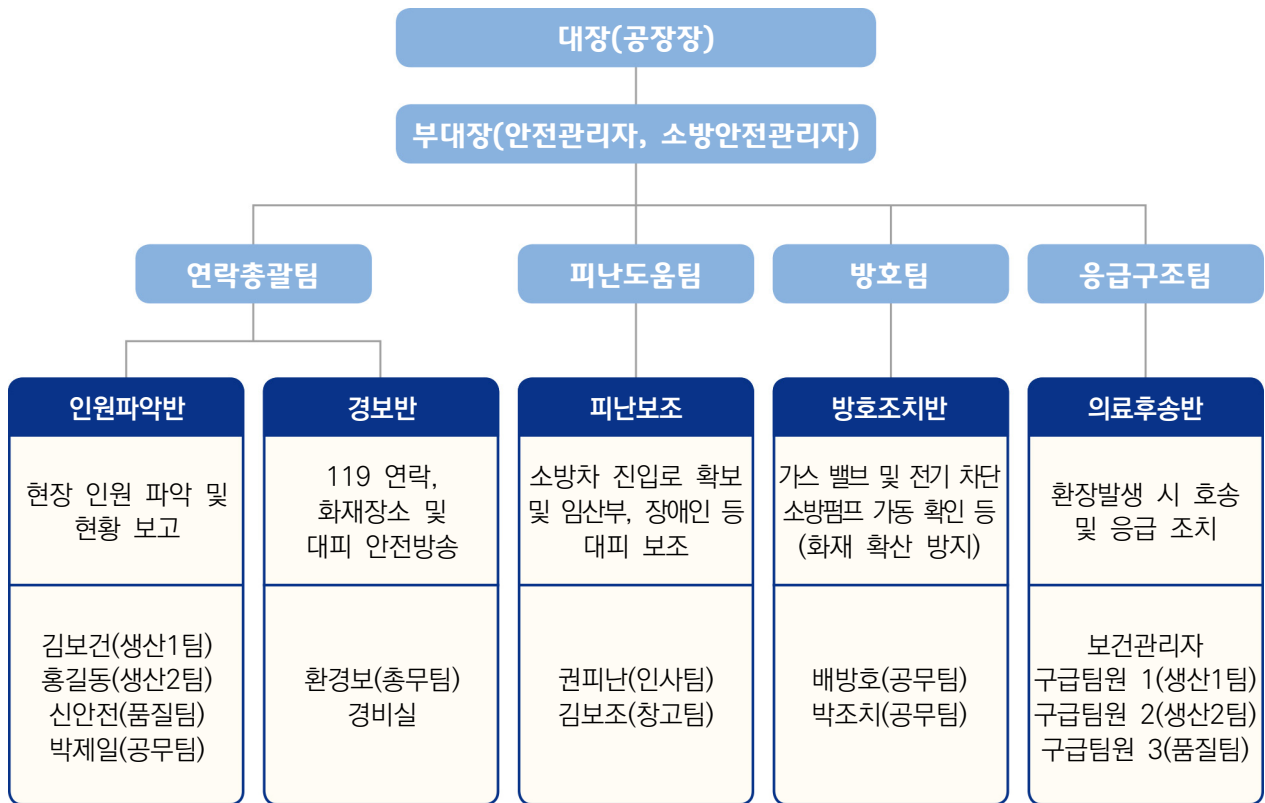 대장(공장장)
부대장(안전관리자, 소방안전관리자)
연락총괄팀
피난도움팀
방호팀
응급구조팀
인원파악반
현장 인원 파악 및
현황 보고
김보건(생산1팀)
홍길동(생산2팀)
신안전(품질팀)
박제일(공무팀)
경보반
119 연락,
화재장소 및
대피 안전방송
환경보(총무팀)
경비실
피난보조
소방차 진입로 확보
및 임산부, 장애인 등
대피 보조
권피난(인사팀)
김보조(창고팀)
방호조치반
가스 밸브 및 전기 차단
소방펌프 가동 확인 등
(화재 확산 방지)
배방호(공무팀)
박조치(공무팀)
의료후송반
환장발생 시 호송
및 응급 조치
보건관리자
구급팀원 1(생산1팀)
구급팀원 2(생산2팀)
구급팀원 3(품질팀)